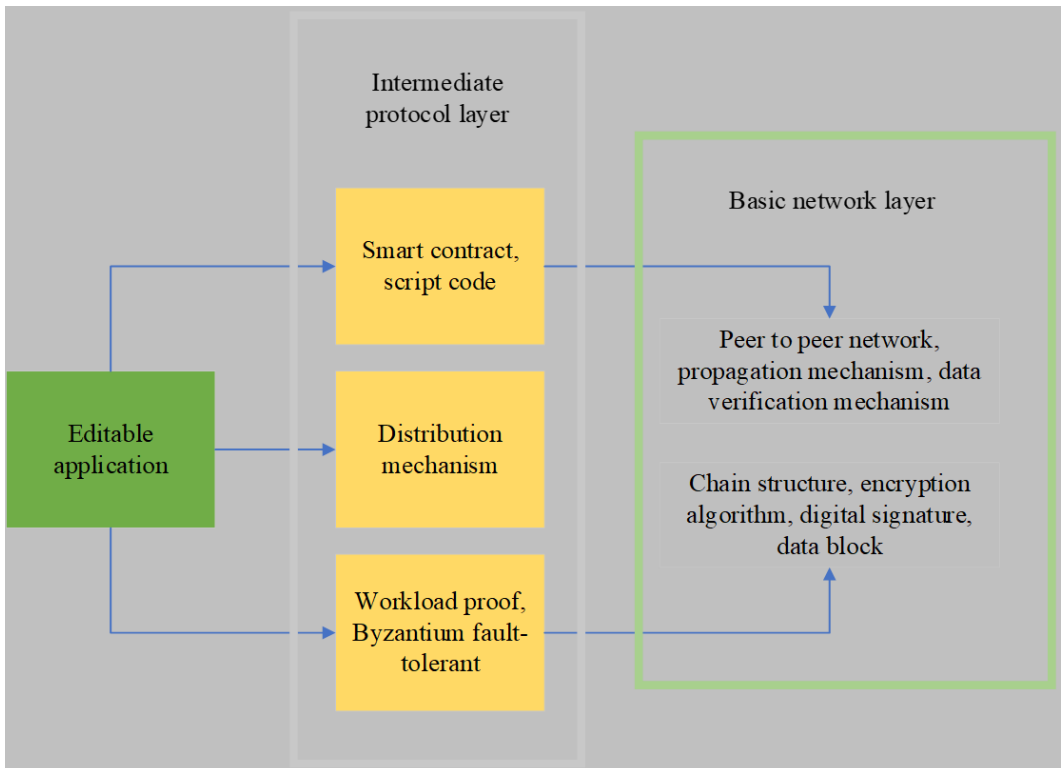 Intermediate
protocol layer
Basic network layer
Smart contract,
script code
Peer to peer network,
propagation mechanism, data
verification mechanism
Editable
application
Distribution
mechanism
Chain structure, encryption
algorithm, digital signature,
data block
Workload proof,
Byzantium fault-
tolerant